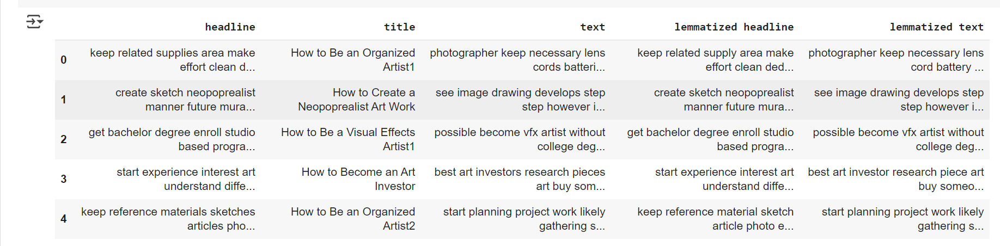 headline title text lemmatized headline lemmatized text
0 keep related supplies area make effort clean d... How to Be an Organized Artist1 photographer keep necessary lens cords batteri... keep related supply area make effort clean ded... photographer keep necessary lens cord battery ...
1 create sketch neopoprealist manner future mura... How to Create a Neopoprealist Art Work see image drawing develops step step however i... create sketch neopoprealist manner future mura... see image drawing develops step step however i...
2 get bachelor degree enroll studio based progra... How to Be a Visual Effects Artist1 possible become vfx artist without college deg... get bachelor degree enroll studio based progra... possible become vfx artist without college deg...
3 start experience interest art understand diffe... How to Become an Art Investor best art investors research pieces art buy som... start experience interest art understand diffe... best art investor research piece art buy someo...
4 keep reference materials sketches articles pho... How to Be an Organized Artist2 start planning project work likely gathering s... keep reference material sketch article photo e... start planning project work likely gathering s...